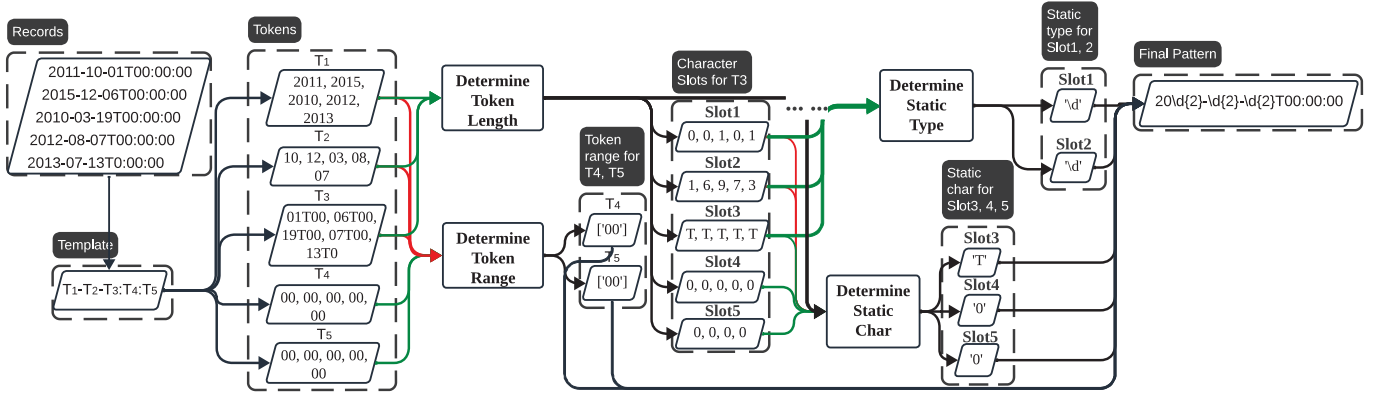 Records
2011-10-01T00:00:00
2015-12-06T00:00:00
2010-03-19T00:00:00
2012-08-07T00:00:00
2013-07-13T0:00:00
Template
T1-T2-T3:T4:T5
Tokens
T1
2011, 2015,
2010, 2012,
2013
T2
10, 12, 03, 08,
07
T3
01T00, 06T00,
19T00, 07T00,
13T0
T4
00, 00, 00, 00,
00
T5
00, 00, 00, 00,
00
Determine
Token
Length
Determine
Token
Range
Token
range for
T4, T5
T4
['00']
T5
['00']
Character
Slots for T3
Slot1
0, 0, 1, 0, 1
Slot2
1, 6, 9, 7, 3
Slot3
T, T, T, T, T
Slot4
0, 0, 0, 0, 0
Slot5
0, 0, 0, 0
...... 
Determine
Static
Type
Determine
Static
Char
Static
type for
Slot1, 2
Slot1
'\d'
Slot2
'\d'
Static
char for
Slot3, 4, 5
Slot3
'T'
Slot4
'0'
Slot5
'0'
Final Pattern
20\d{2}-\d{2}-\d{2}T00:00:00